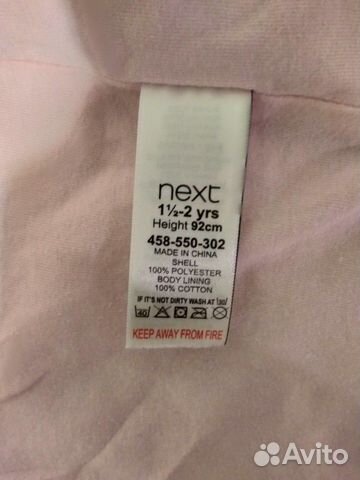 next
1½-2 yrs
Height 92cm
458-550-302
MADE IN CHINA
SHELL
100% POLYESTER
BODY LINING
100% COTTON
IF IT'S NOT DIRTY WASH AT 30
40
KEEP AWAY FROM FIRE
Avito